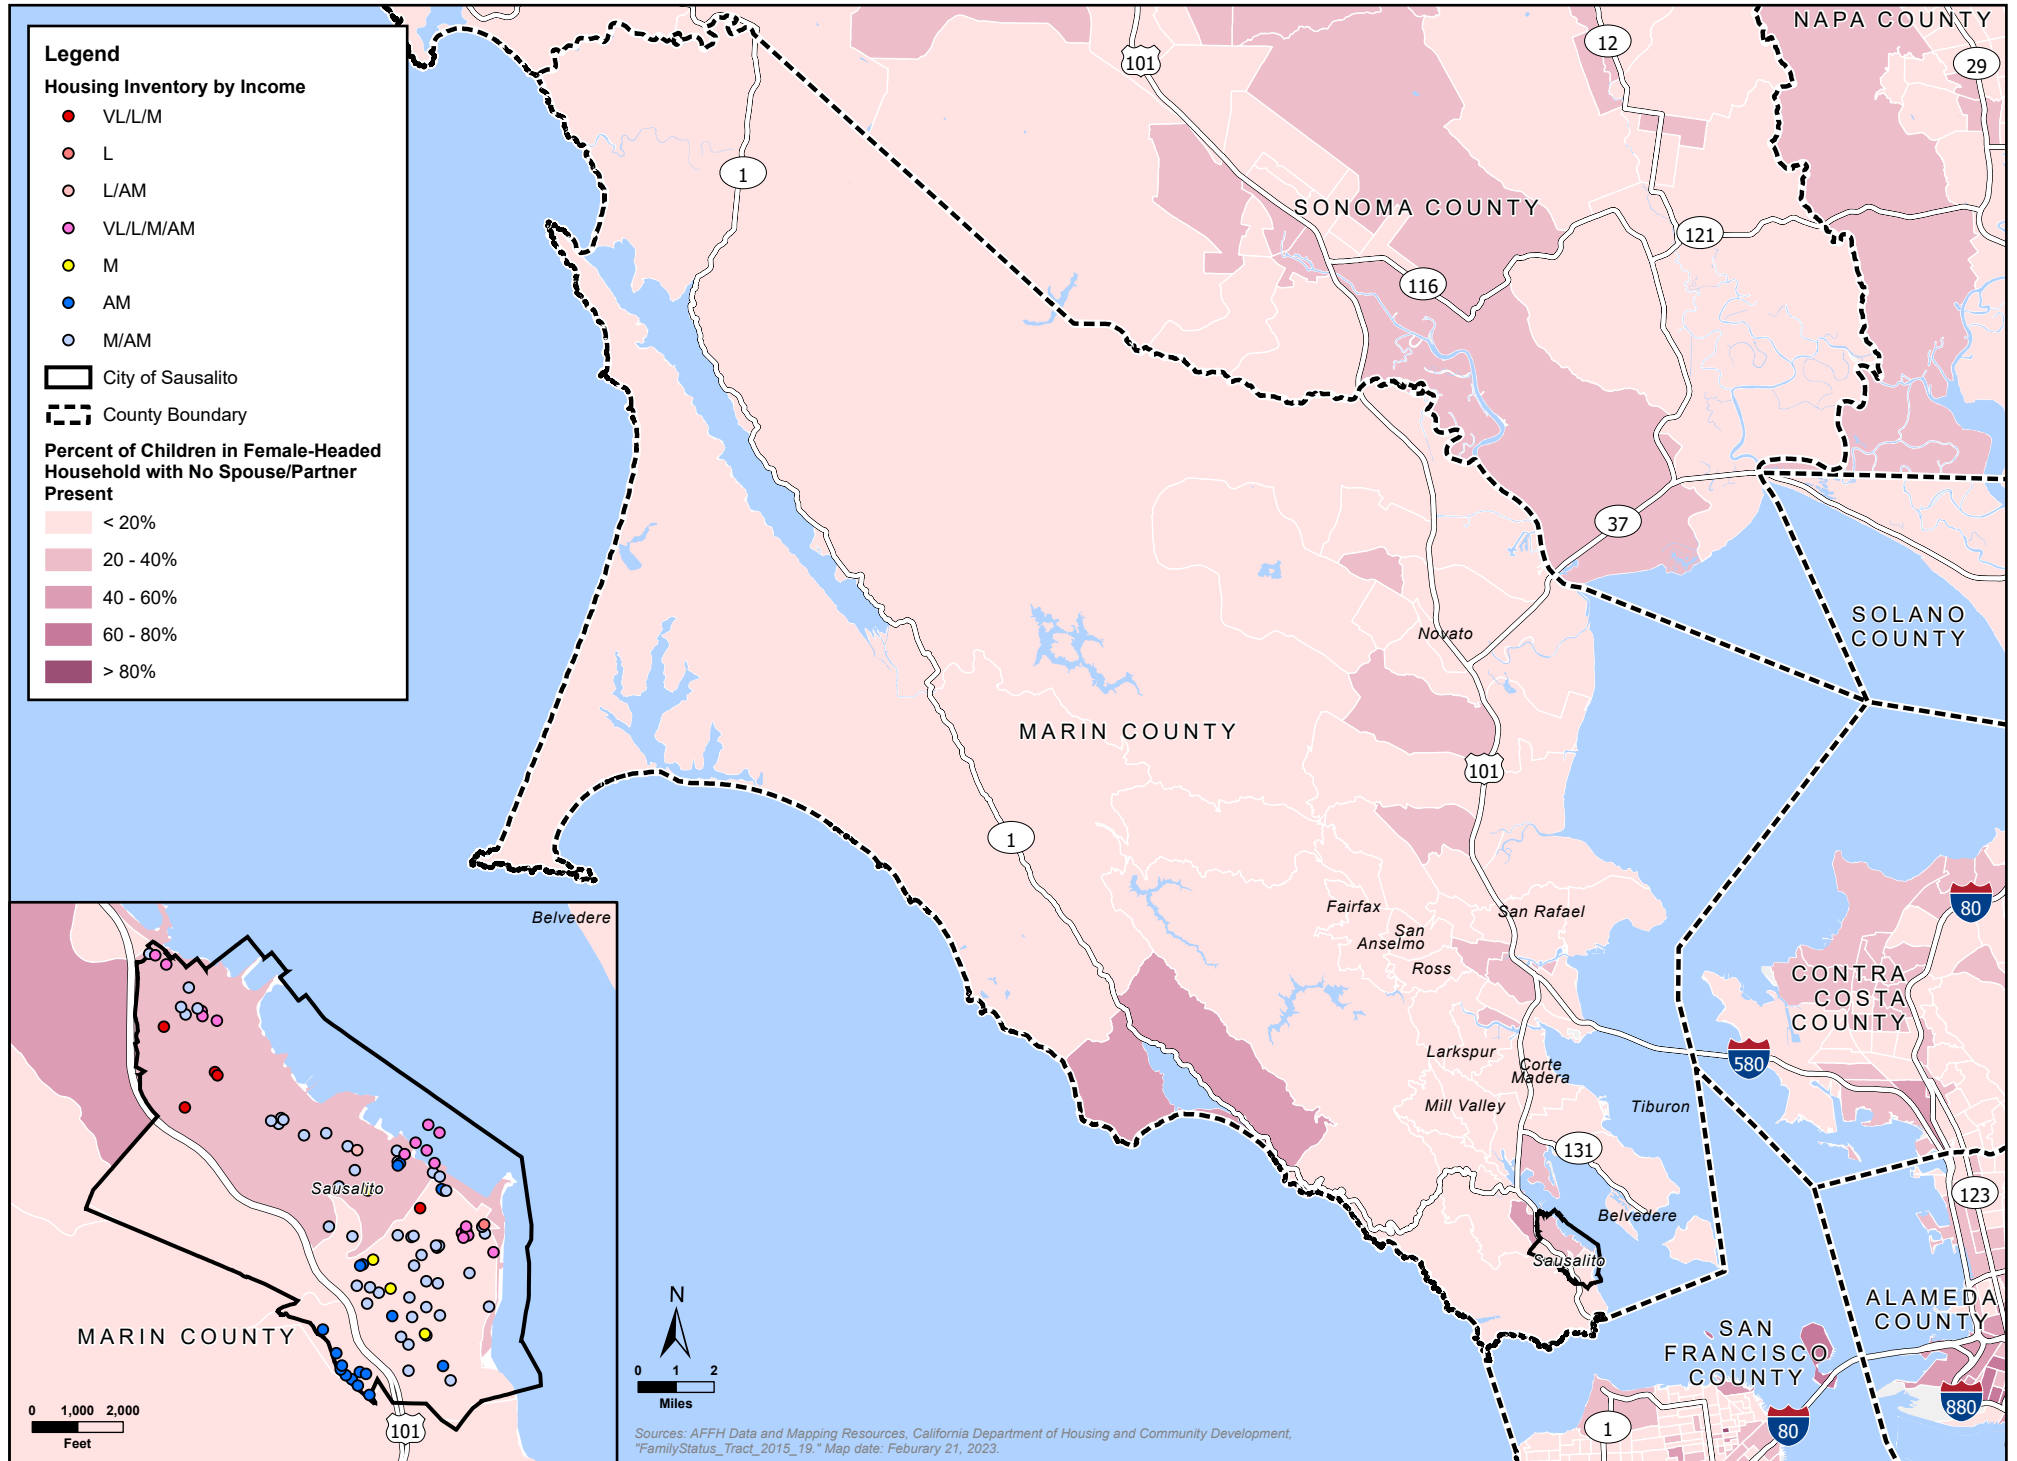 Legend
Housing Inventory by Income
VL/L/M
L
L/AM
VL/L/M/AM
M
AM
M/AM
City of Sausalito
County Boundary
Percent of Children in Female-Headed
Household with No Spouse/Partner
Present
< 20%
20 - 40%
40 - 60%
60 - 80%
> 80%
NAPA COUNTY
12
29
101
1
SONOMA COUNTY
121
116
37
SOLANO
COUNTY
Novato
MARIN COUNTY
101
1
80
Fairfax
San Rafael
San
Anselmo
Ross
CONTRA
COSTA
COUNTY
Larkspur
Corte
Madera
580
Mill Valley
Tiburon
131
123
Belvedere
Sausalito
ALAMEDA
COUNTY
SAN
FRANCISCO
COUNTY
880
80
1
Belvedere
Sausalito
MARIN COUNTY
101
0 1,000 2,000
Feet
N
0 1 2
Miles
Sources: AFFH Data and Mapping Resources, California Department of Housing and Community Development,
"FamilyStatus_Tract_2015_19." Map date: Feburary 21, 2023.